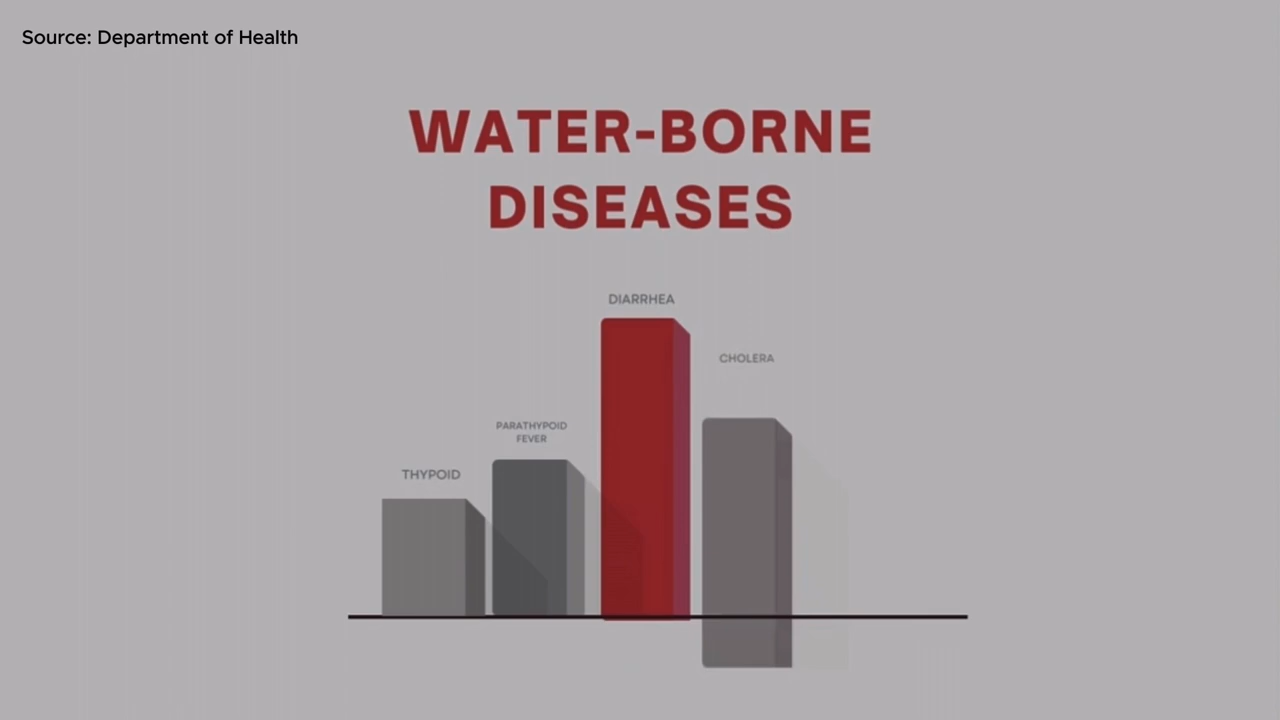 Source: Department of Health
WATER-BORNE
DISEASES
DIARRHEA
CHOLERA
PARATHYPOID
FEVER
THYPOID